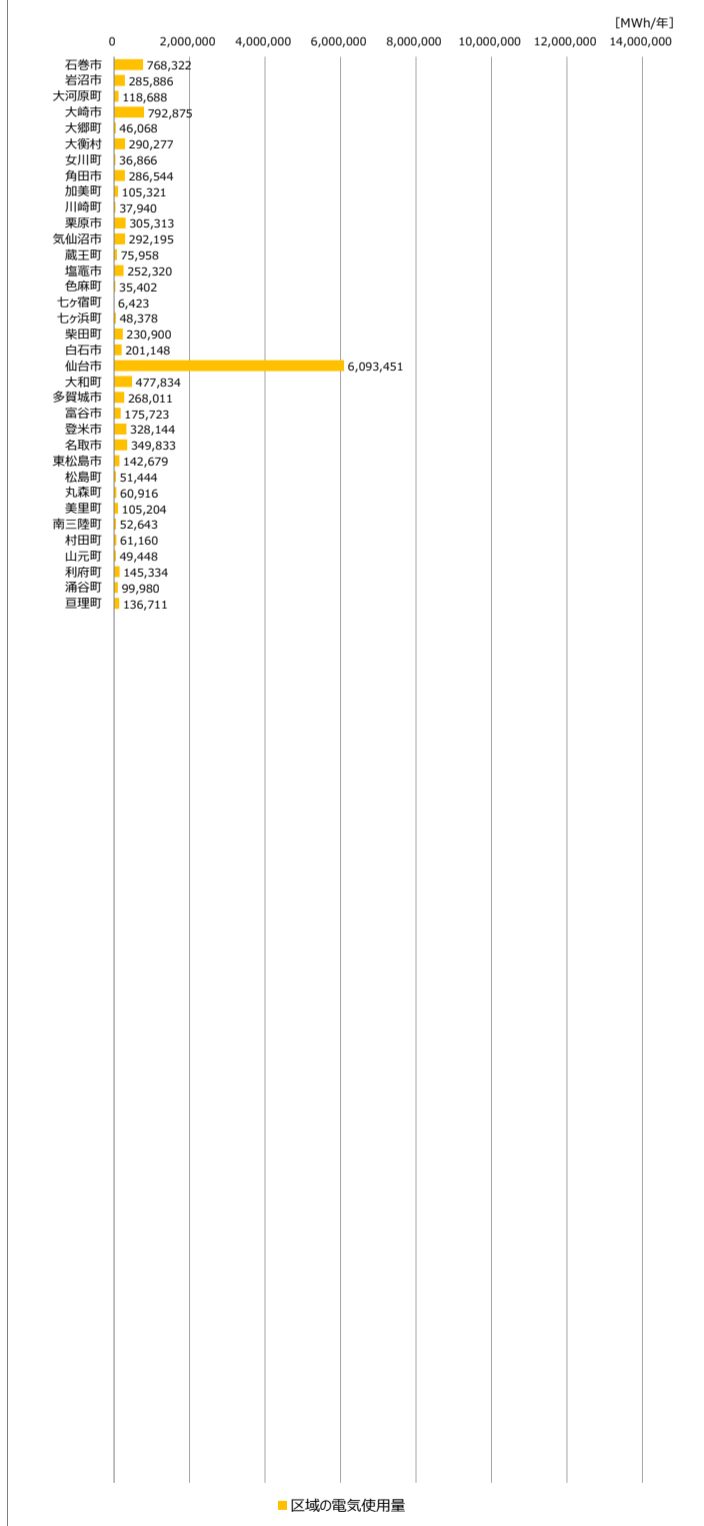 [MWh/年]
0 2,000,000 4,000,000 6,000,000 8,000,000 10,000,000 12,000,000 14,000,000
石巻市 768,322
岩沼市 285,886
大河原町 118,688
大崎市 792,875
大郷町 46,068
大衡村 290,277
女川町 36,866
角田市 286,544
加美町 105,321
川崎町 37,940
栗原市 305,313
気仙沼市 292,195
蔵王町 75,958
塩竈市 252,320
色麻町 35,402
七ヶ宿町 6,423
七ヶ浜町 48,378
柴田町 230,900
白石市 201,148
仙台市 6,093,451
大和町 477,834
多賀城市 268,011
富谷市 175,723
登米市 328,144
名取市 349,833
東松島市 142,679
松島町 51,444
丸森町 60,916
美里町 105,204
南三陸町 52,643
村田町 61,160
山元町 49,448
利府町 145,334
涌谷町 99,980
亘理町 136,711
区域の電気使用量